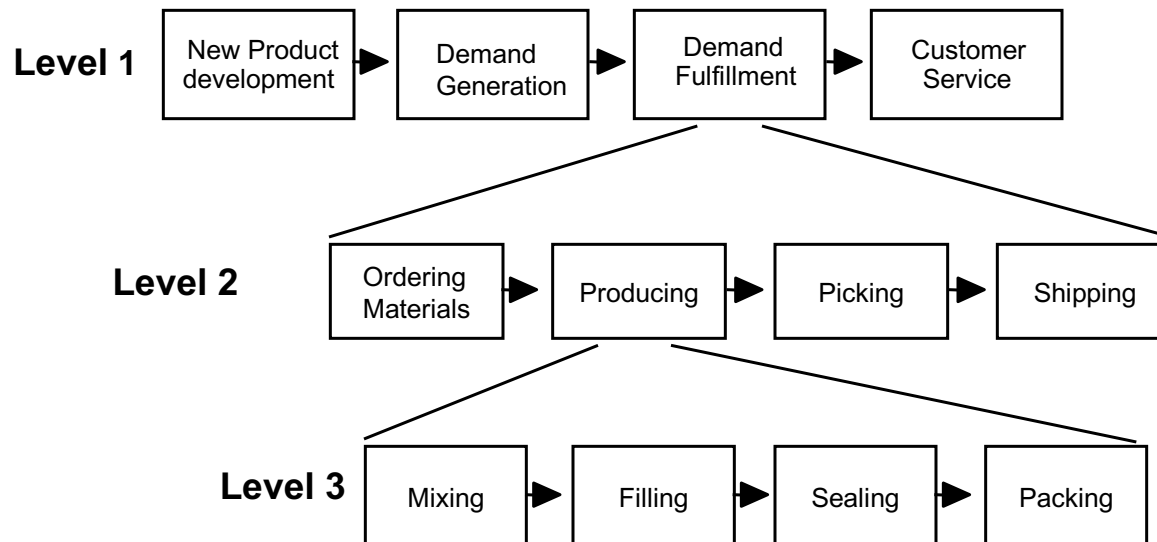 Level 1
New Product
development
Demand
Generation
Demand
Fulfillment
Customer
Service
Level 2
Ordering
Materials
Producing
Picking
Shipping
Level 3
Mixing
Filling
Sealing
Packing